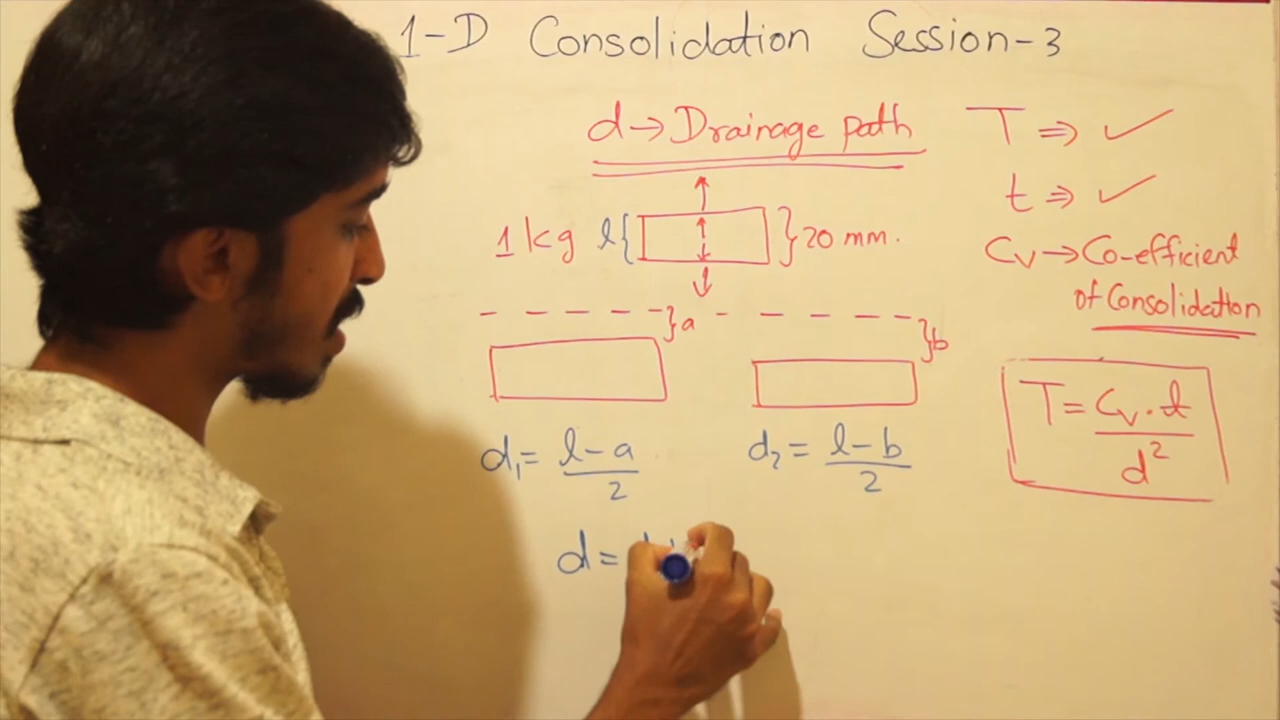 1-D Consolidation Session-3
d → Drainage path
T ⇒ ✓
t ⇒ ✓
1 kg l{ }20 mm.
Cv → Co-efficient
of Consolidation
}a
}b
T = Cv . t / d²
d₁ = l-a / 2
d₂ = l-b / 2
d =